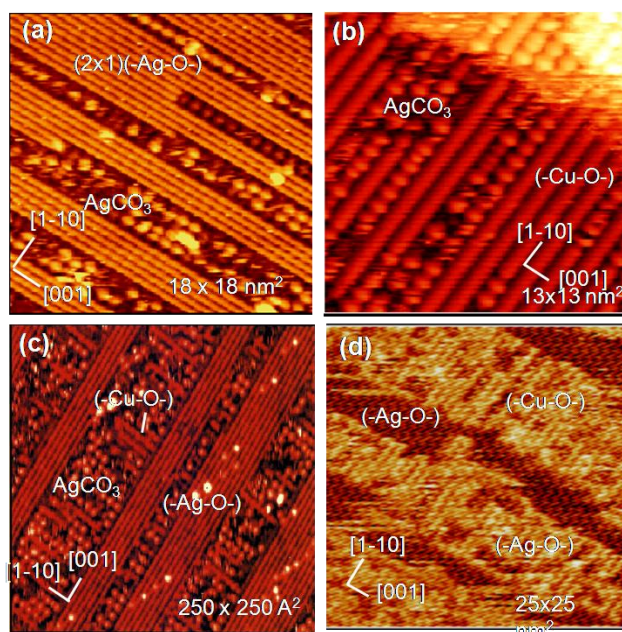 (a)
(2x1)(-Ag-O-)
AgCO₃
[1-10]
[001]
18 x 18 nm²
(b)
AgCO₃
(-Cu-O-)
[1-10]
[001]
13x13 nm²
(c)
(-Cu-O-)
AgCO₃
(-Ag-O-)
[1-10]
[001]
250 x 250 A²
(d)
(-Cu-O-)
(-Ag-O-)
(-Ag-O-)
[1-10]
[001]
25x25
nm²